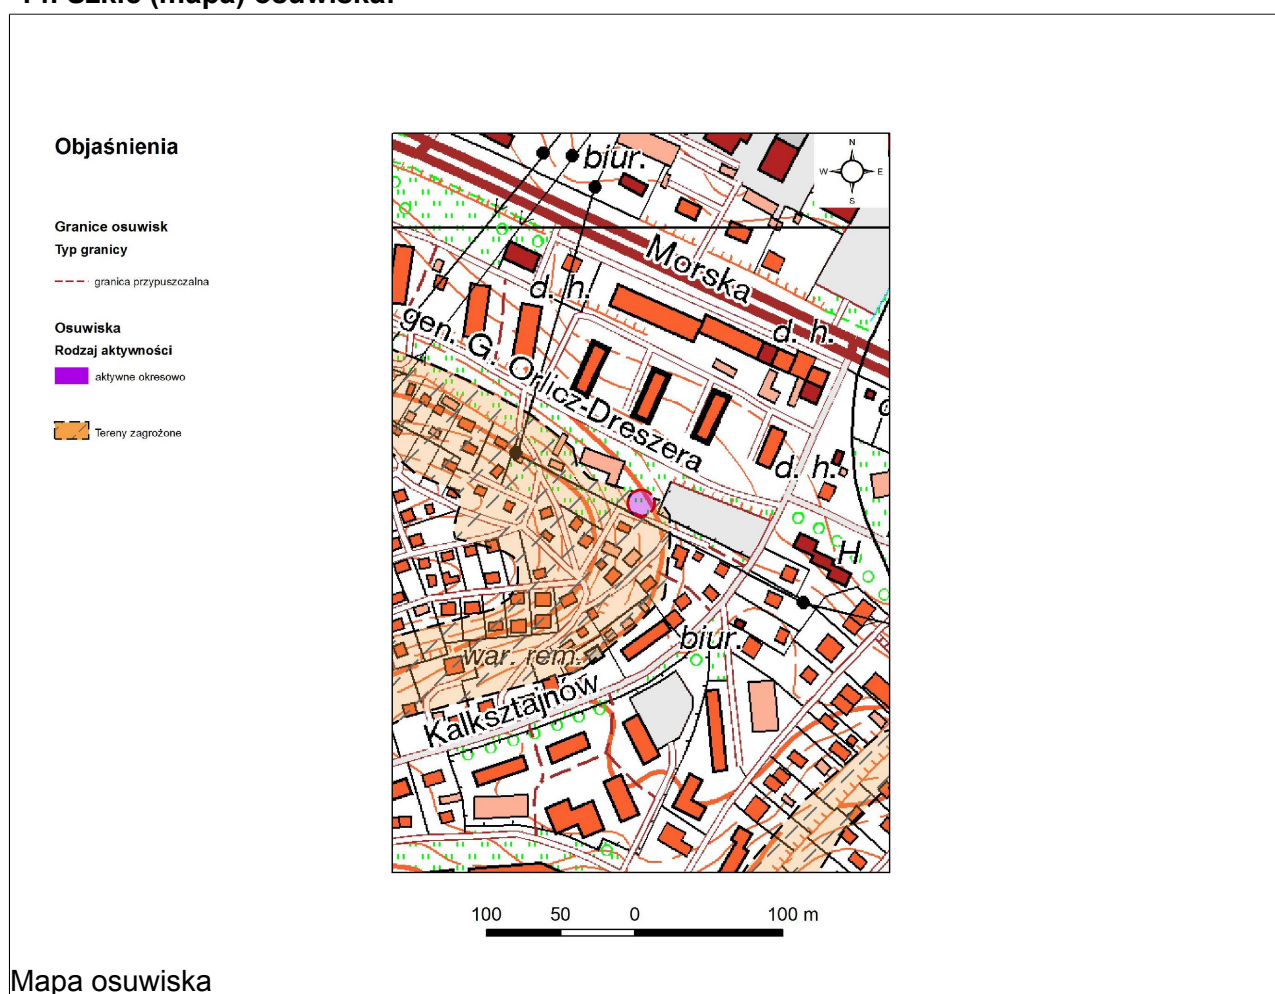 Mapa osuwiska
Objaśnienia
Granice osuwisk
Typ granicy
granica przypuszczalna
Osuwiska
Rodzaj aktywności
aktywne okresowo
Tereny zagrożone
N
W E
S
biur.
Morska
d. h.
d. h.
gen. G. Orlicz-Dreszera
d. h.
H
biur.
war. rem.
Kalksztajnów
100 50 0 100 m